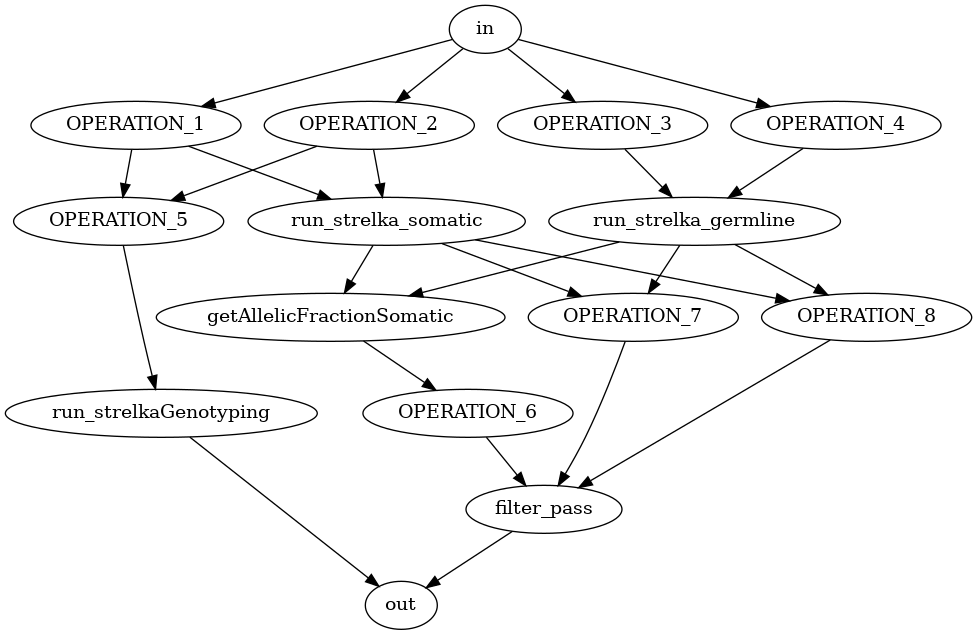 in
OPERATION_1
OPERATION_2
OPERATION_3
OPERATION_4
OPERATION_5
run_strelka_somatic
run_strelka_germline
getAllelicFractionSomatic
OPERATION_7
OPERATION_8
run_strelkaGenotyping
OPERATION_6
filter_pass
out